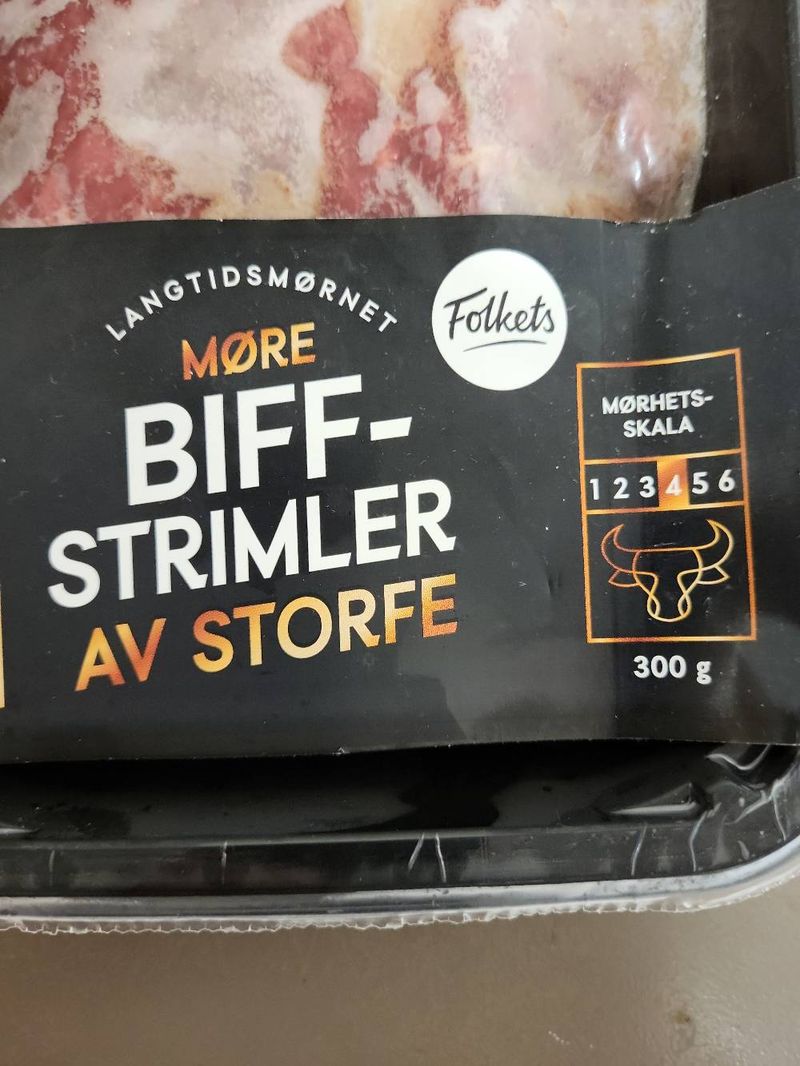 LANGTIDSMØRNET
MØRE
BIFF-
STRIMLER
AV STORFE
Folkets
MØRHETS-
SKALA
1 2 3 4 5 6
300 g